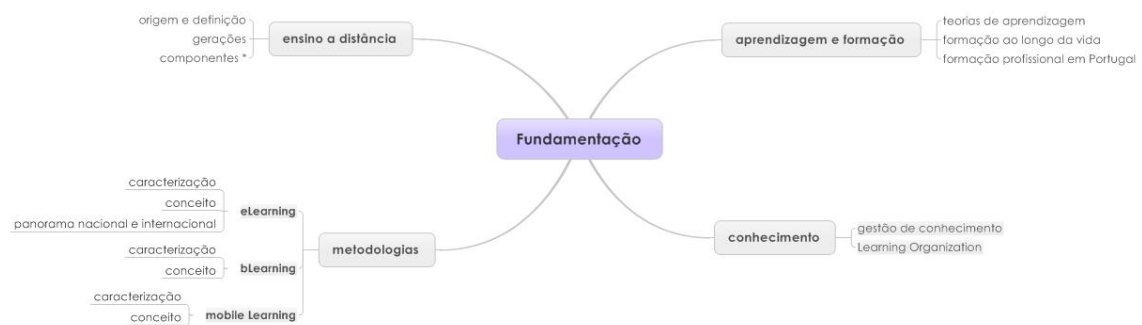 origem e definição
gerações
componentes *
ensino a distância
aprendizagem e formação
teorias de aprendizagem
formação ao longo da vida
formação profissional em Portugal
Fundamentação
caracterização
conceito
panorama nacional e internacional
eLearning
caracterização
conceito
bLearning
caracterização
conceito
mobile Learning
metodologias
conhecimento
gestão de conhecimento
Learning Organization